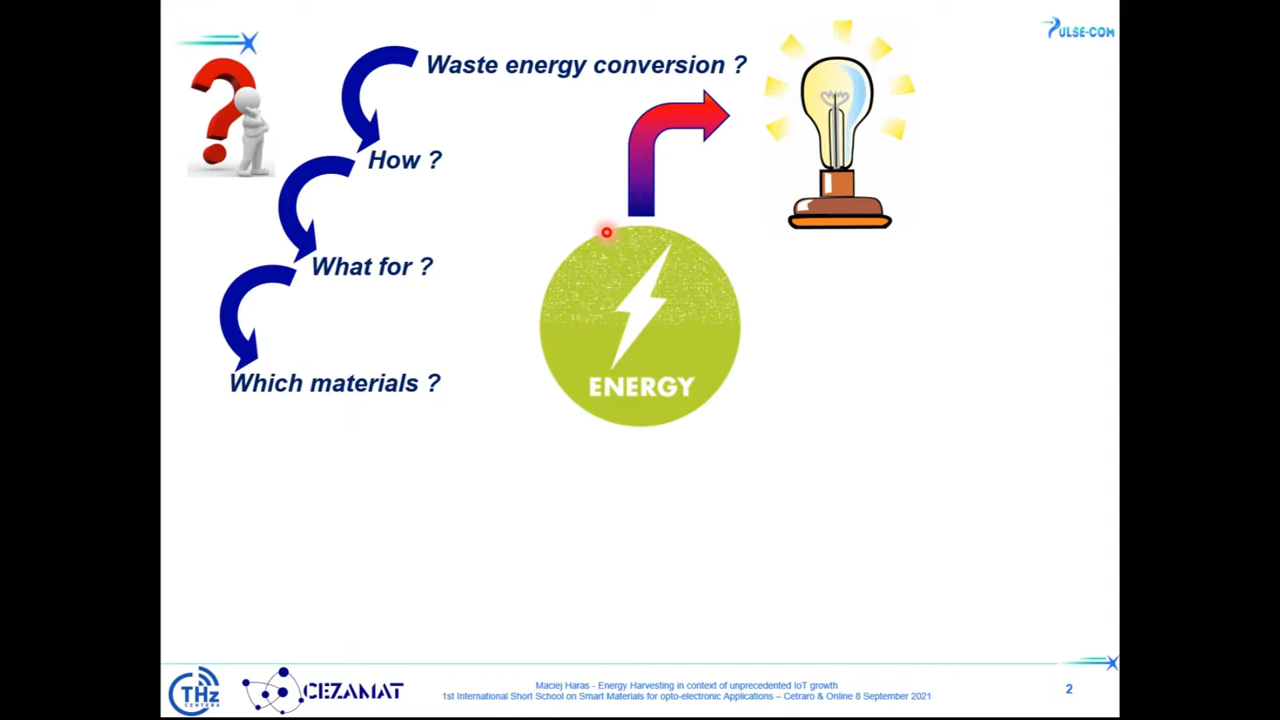 PULSE-COM
Waste energy conversion ?
How ?
What for ?
Which materials ?
ENERGY
THz
CENTERA
CEZAMAT
Maciej Haras - Energy Harvesting in context of unprecedented IoT growth
1st International Short School on Smart Materials for opto-electronic Applications – Cetraro & Online 8 September 2021
2